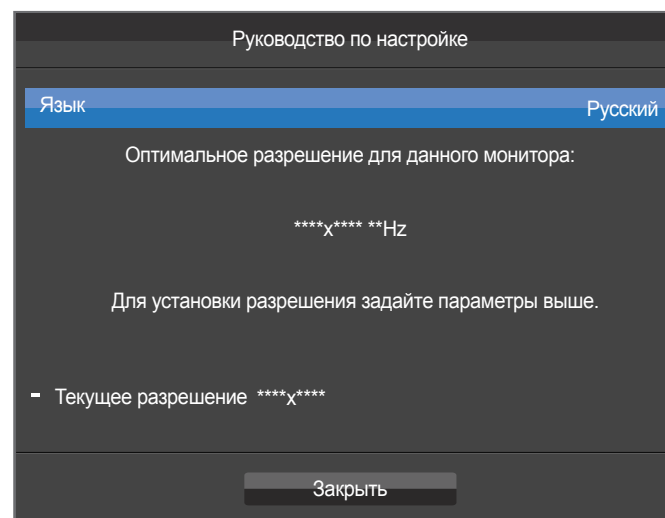 Руководство по настройке
Язык Русский
Оптимальное разрешение для данного монитора:
****x**** **Hz
Для установки разрешения задайте параметры выше.
- Текущее разрешение ****x****
Закрыть